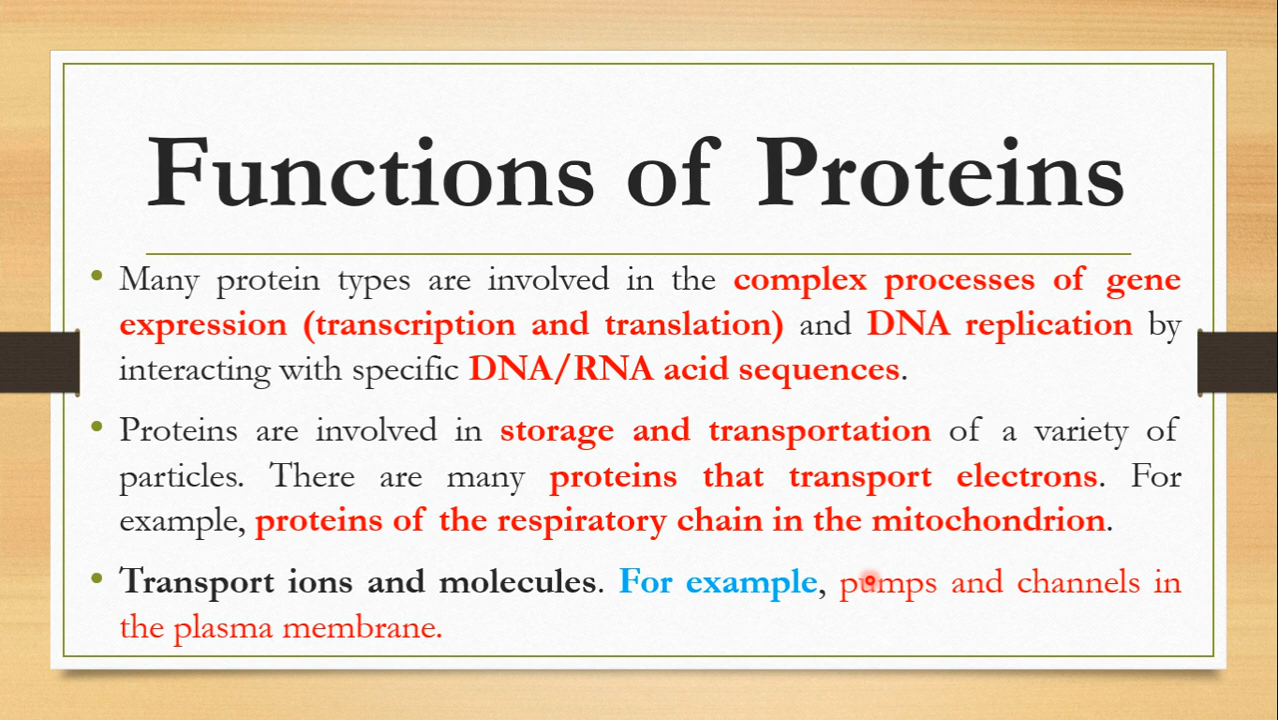 Functions of Proteins
• Many protein types are involved in the complex processes of gene
expression (transcription and translation) and DNA replication by
interacting with specific DNA/RNA acid sequences.
• Proteins are involved in storage and transportation of a variety of
particles. There are many proteins that transport electrons. For
example, proteins of the respiratory chain in the mitochondrion.
• Transport ions and molecules. For example, pumps and channels in
the plasma membrane.